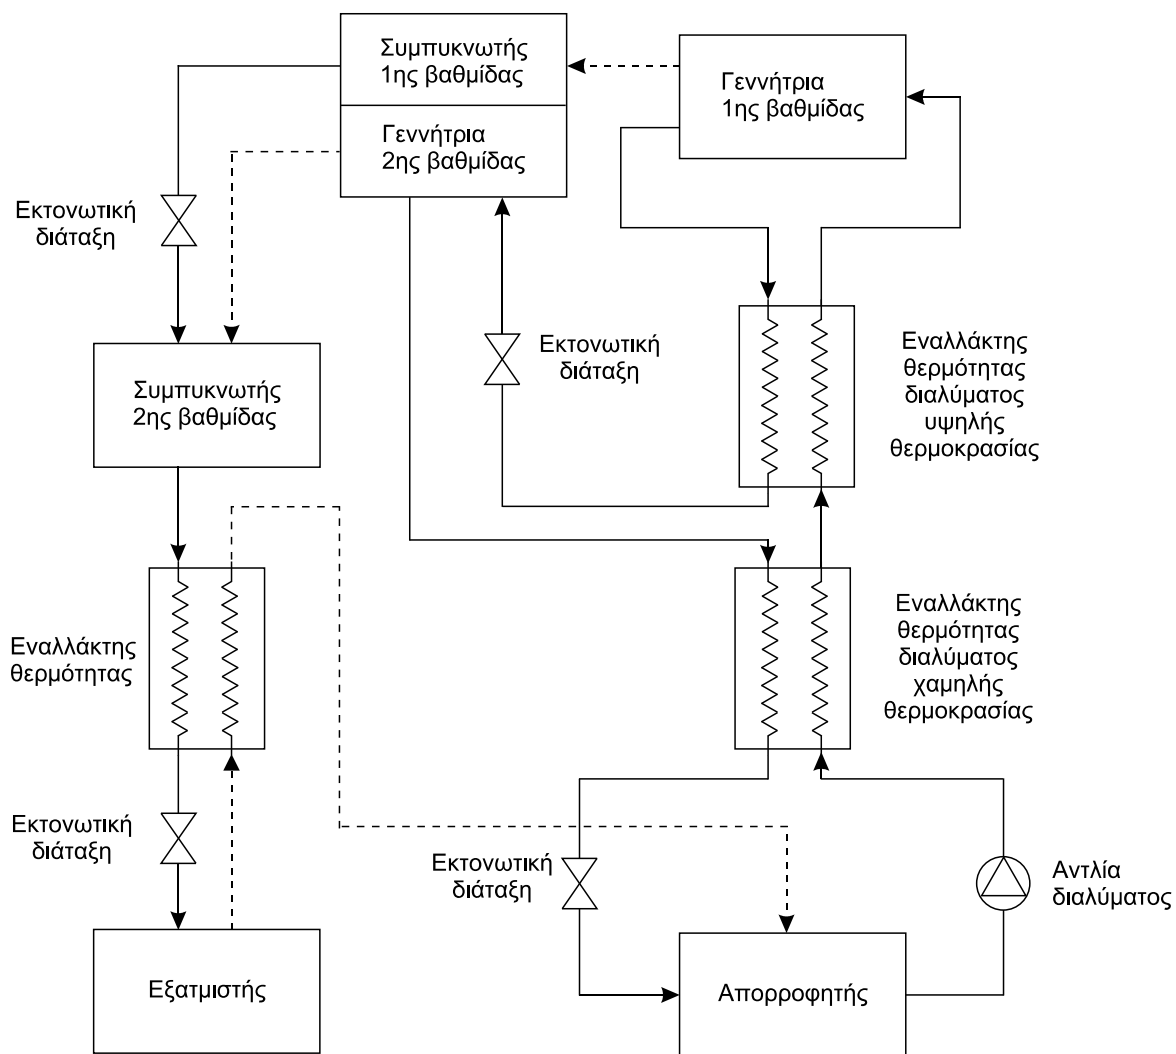 Συμπυκνωτής
1ης βαθμίδας
Γεννήτρια
2ης βαθμίδας
Γεννήτρια
1ης βαθμίδας
Εκτονωτική
διάταξη
Εκτονωτική
διάταξη
Εναλλάκτης
θερμότητας
διαλύματος
υψηλής
θερμοκρασίας
Συμπυκνωτής
2ης βαθμίδας
Εναλλάκτης
θερμότητας
Εναλλάκτης
θερμότητας
διαλύματος
χαμηλής
θερμοκρασίας
Εκτονωτική
διάταξη
Εκτονωτική
διάταξη
Αντλία
διαλύματος
Εξατμιστής
Απορροφητής